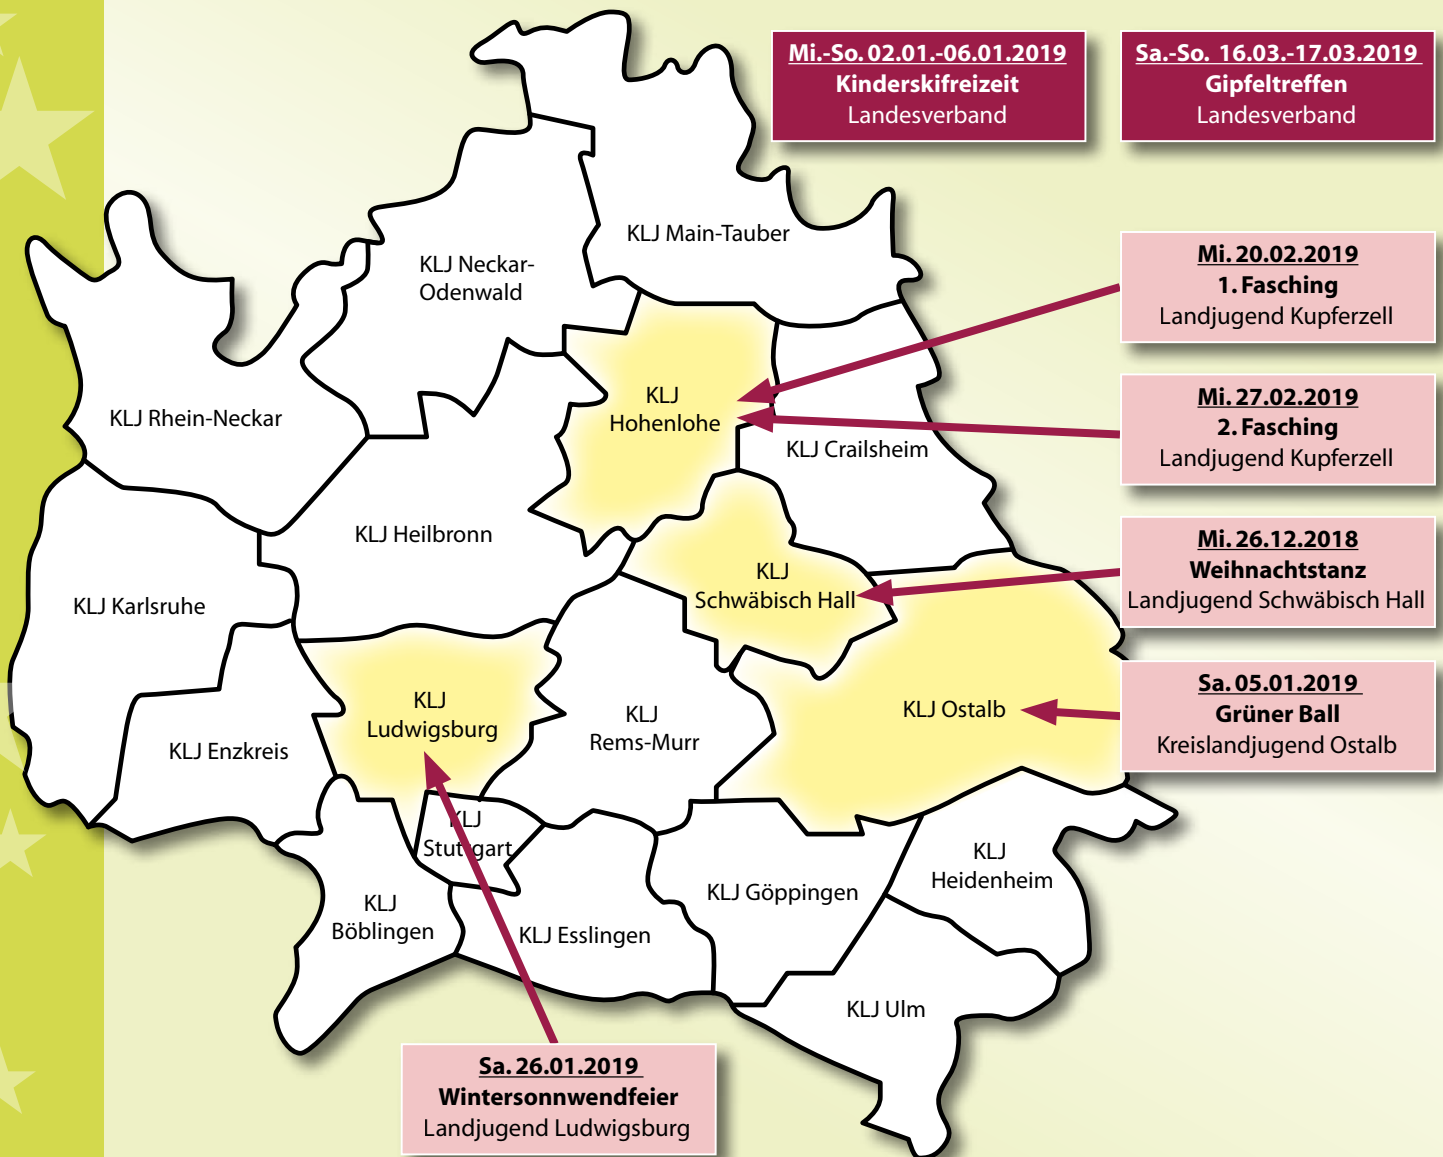 Mi.-So. 02.01.-06.01.2019
Kinderskifreizeit
Landesverband
Sa.-So. 16.03.-17.03.2019
Gipfeltreffen
Landesverband
KLJ Main-Tauber
KLJ Neckar-
Odenwald
Mi. 20.02.2019
1. Fasching
Landjugend Kupferzell
KLJ Rhein-Neckar
KLJ
Hohenlohe
KLJ Crailsheim
Mi. 27.02.2019
2. Fasching
Landjugend Kupferzell
KLJ Heilbronn
KLJ Karlsruhe
KLJ
Schwäbisch Hall
Mi. 26.12.2018
Weihnachtstanz
Landjugend Schwäbisch Hall
KLJ
Ludwigsburg
KLJ Enzkreis
KLJ
Rems-Murr
KLJ Ostalb
Sa. 05.01.2019
Grüner Ball
Kreislandjugend Ostalb
KLJ
Stuttgart
KLJ
Böblingen
KLJ Esslingen
KLJ Göppingen
KLJ
Heidenheim
KLJ Ulm
Sa. 26.01.2019
Wintersonnwendfeier
Landjugend Ludwigsburg